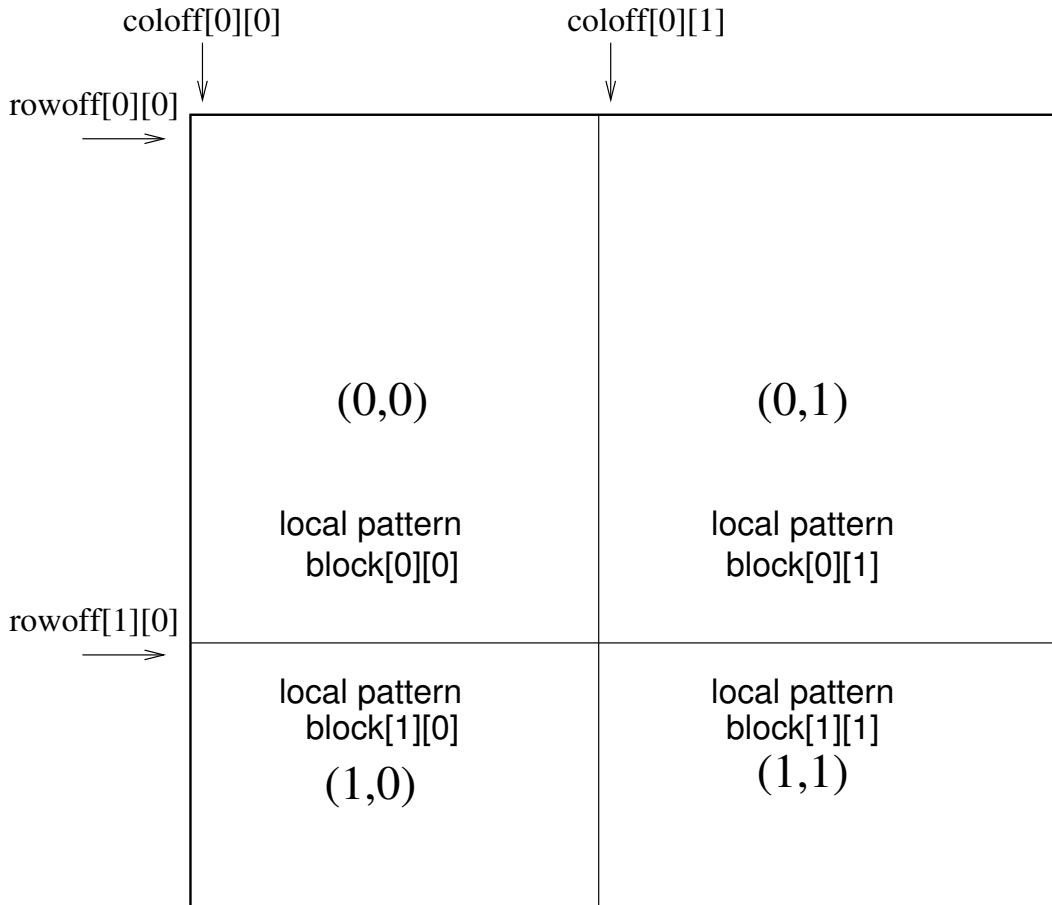 coloff[0][0]
coloff[0][1]
rowoff[0][0]
(0,0)
(0,1)
local pattern
block[0][0]
local pattern
block[0][1]
rowoff[1][0]
local pattern
block[1][0]
(1,0)
local pattern
block[1][1]
(1,1)